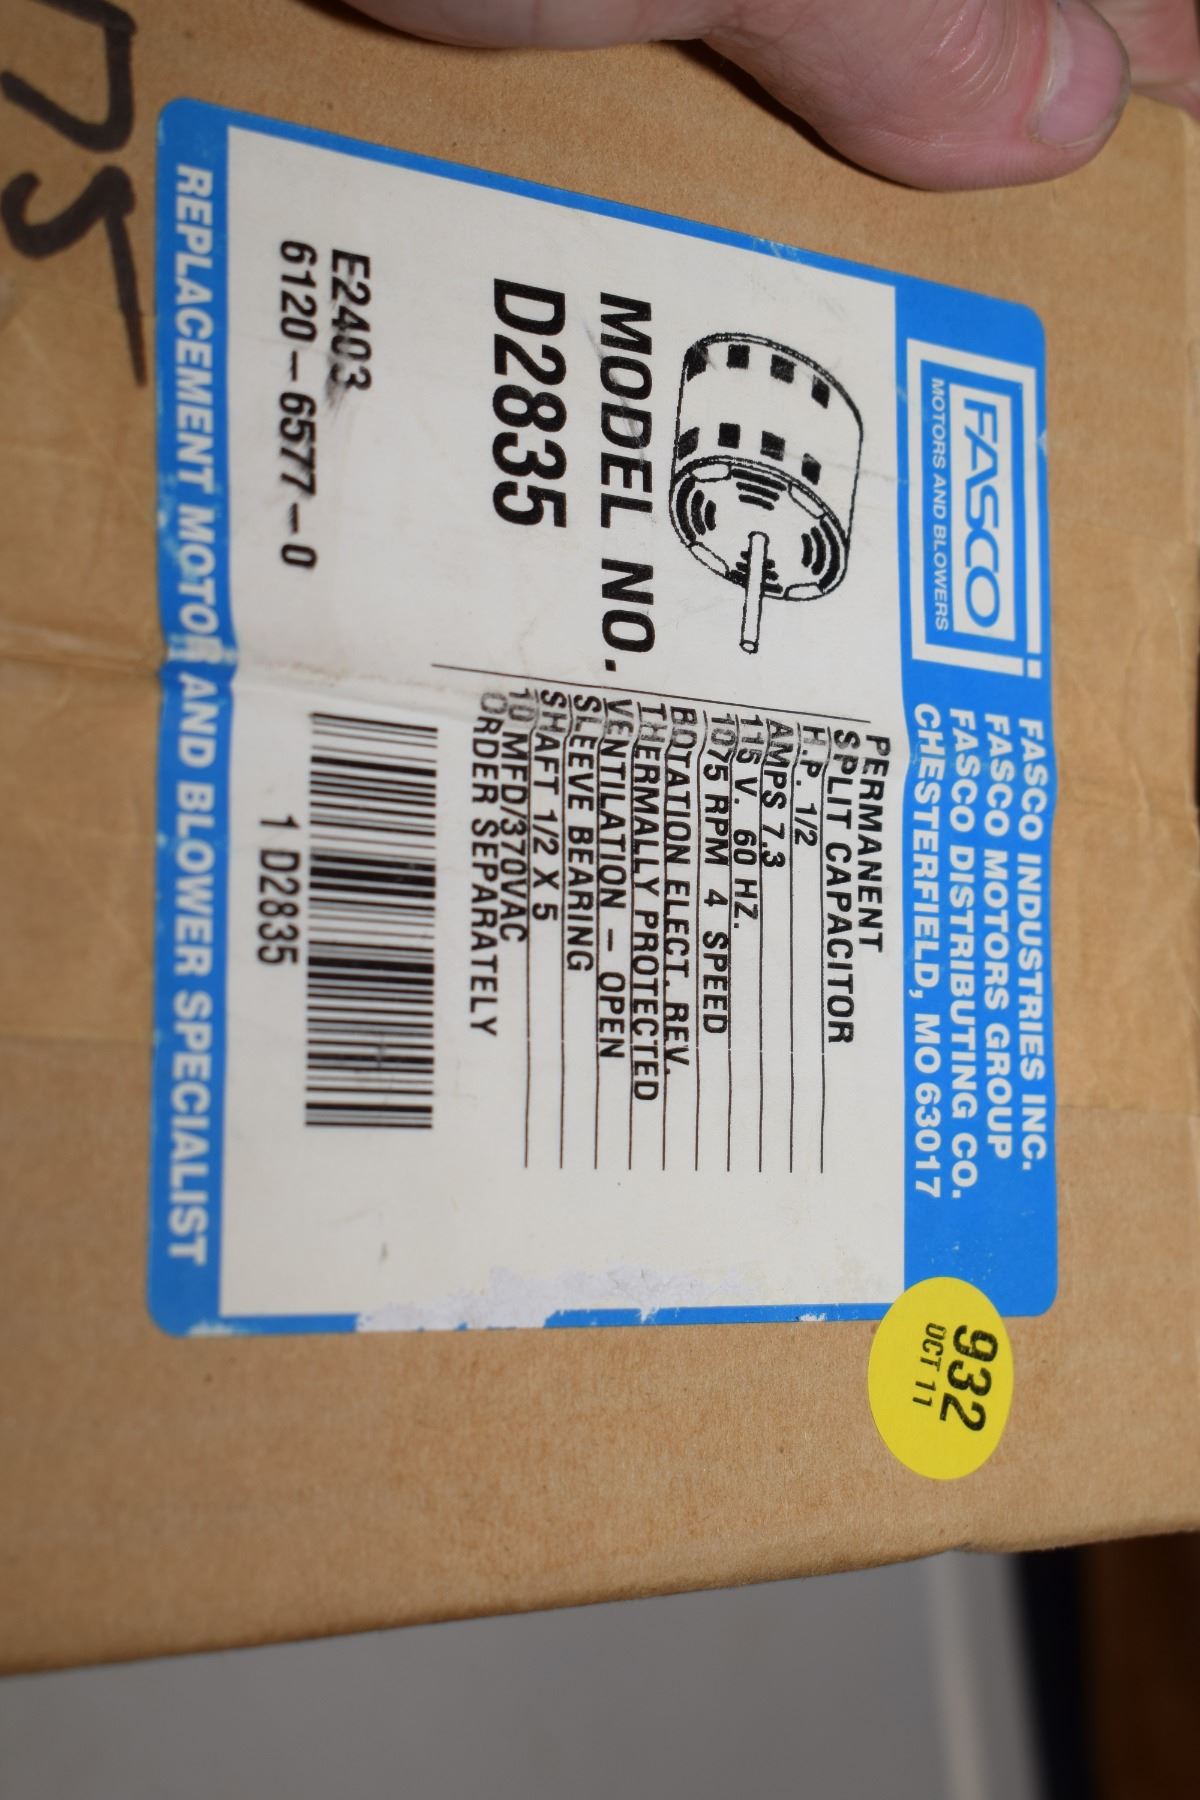 FASCO
MOTORS AND BLOWERS
FASCO INDUSTRIES INC.
FASCO MOTORS GROUP
FASCO DISTRIBUTING CO.
CHESTERFIELD, MO 63017
MODEL NO.
D2835
E2403
6120-6577-0
PERMANENT
SPLIT CAPACITOR
H.P. 1/2
AMPS 7.3
115 V. 60 HZ.
1075 RPM 4 SPEED
ROTATION ELECT. REV.
THERMALLY PROTECTED
VENTILATION - OPEN
SLEEVE BEARING
SHAFT 1/2 X 5
10 MFD/370VAC
ORDER SEPARATELY
1 D2835
REPLACEMENT MOTOR AND BLOWER SPECIALIST
932
OCT 11